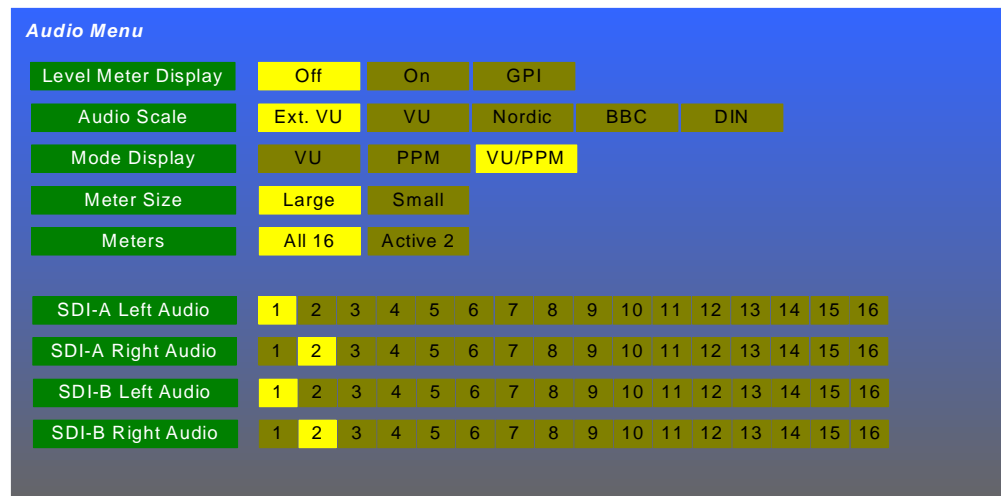 Audio Menu
Level Meter Display Off On GPI
Audio Scale Ext. VU VU Nordic BBC DIN
Mode Display VU PPM VU/PPM
Meter Size Large Small
Meters All 16 Active 2
SDI-A Left Audio 1 2 3 4 5 6 7 8 9 10 11 12 13 14 15 16
SDI-A Right Audio 1 2 3 4 5 6 7 8 9 10 11 12 13 14 15 16
SDI-B Left Audio 1 2 3 4 5 6 7 8 9 10 11 12 13 14 15 16
SDI-B Right Audio 1 2 3 4 5 6 7 8 9 10 11 12 13 14 15 16